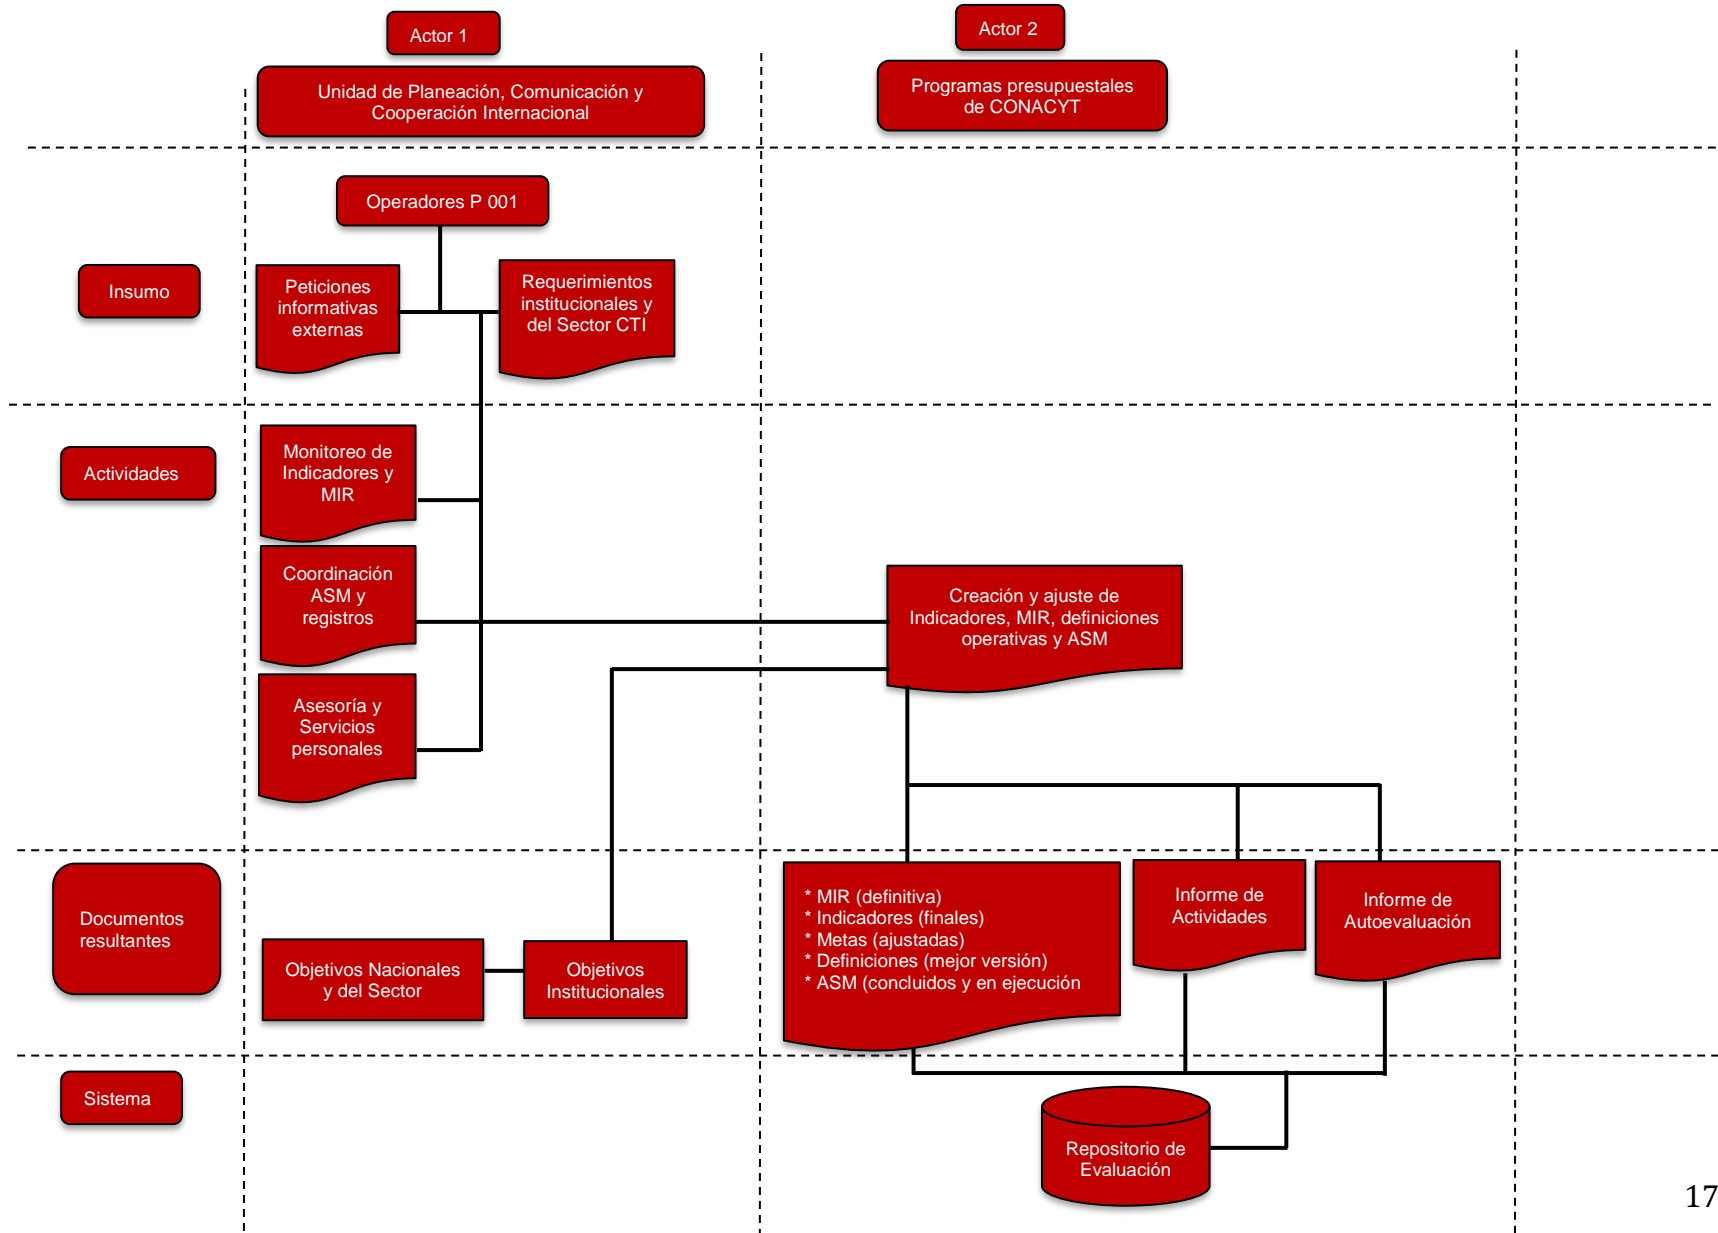 Actor 1
Actor 2
Unidad de Planeación, Comunicación y
Cooperación Internacional
Programas presupuestales
de CONACYT
Operadores P 001
Insumo
Peticiones
informativas
externas
Requerimientos
institucionales y
del Sector CTI
Actividades
Monitoreo de
Indicadores y
MIR
Coordinación
ASM y
registros
Creación y ajuste de
Indicadores, MIR, definiciones
operativas y ASM
Asesoría y
Servicios
personales
Documentos
resultantes
Objetivos Nacionales
y del Sector
Objetivos
Institucionales
* MIR (definitiva)
* Indicadores (finales)
* Metas (ajustadas)
* Definiciones (mejor versión)
* ASM (concluidos y en ejecución
Informe de
Actividades
Informe de
Autoevaluación
Sistema
Repositorio de
Evaluación
17